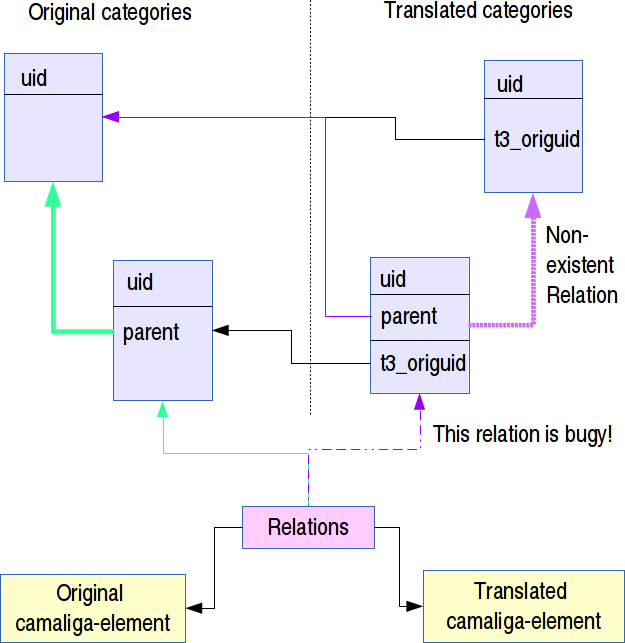 Original categories
Translated categories
uid
uid
t3_origuid
uid
parent
uid
parent
t3_origuid
Non-
existent
Relation
This relation is bugy!
Relations
Original
camaliga-element
Translated
camaliga-element